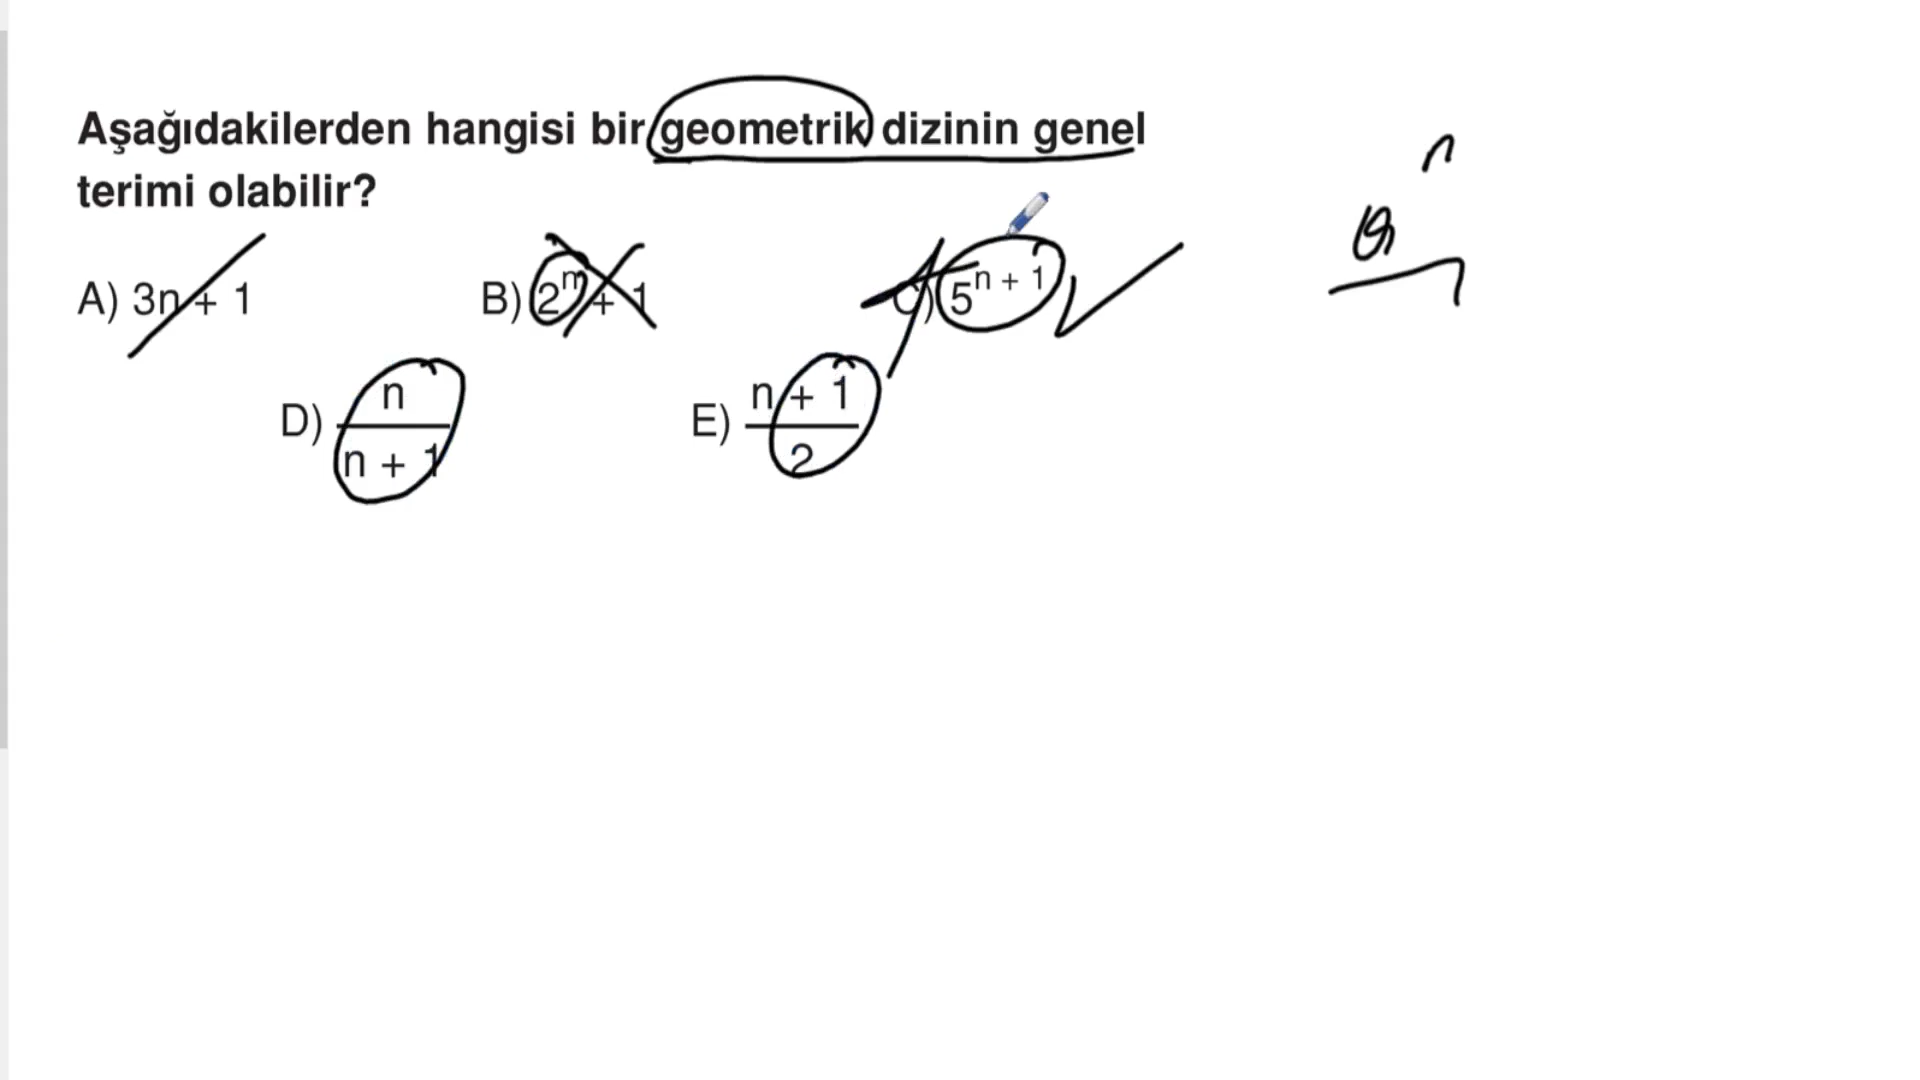 Aşağıdakilerden hangisi bir geometrik dizinin genel
terimi olabilir?
A) 3n + 1 B) 2ⁿ + 1 C) 5ⁿ ⁺ ¹
D) n/(n + 1) E) (n + 1)/2
n